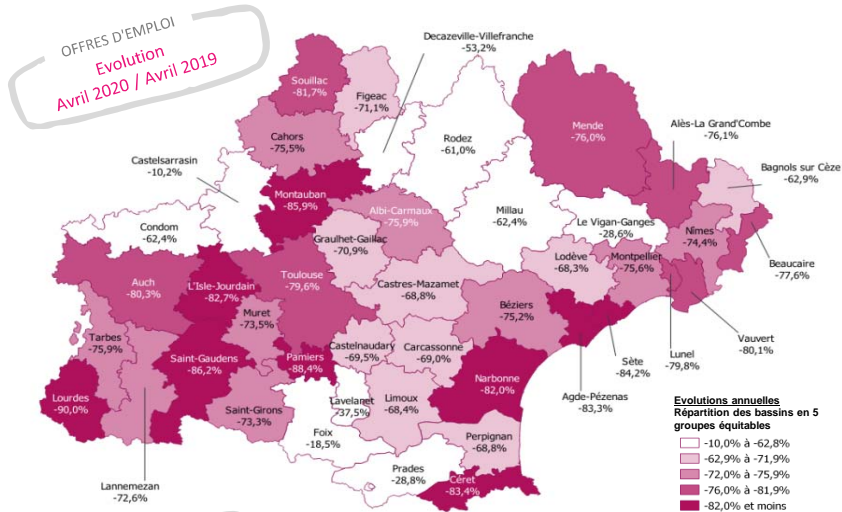 OFFRES D'EMPLOI
Evolution
Avril 2020 / Avril 2019
Decazeville-Villefranche
-53,2%
Souillac
-81,7%
Figeac
-71,1%
Cahors
-75,5%
Rodez
-61,0%
Mende
-76,0%
Alès-La Grand'Combe
-76,1%
Bagnols sur Cèze
-62,9%
Castelsarrasin
-10,2%
Montauban
-85,9%
Albi-Carmaux
-75,9%
Millau
-62,4%
Le Vigan-Ganges
-28,6%
Nîmes
-74,4%
Condom
-62,4%
Graulhet-Gaillac
-70,9%
Lodève
-68,3%
Montpellier
-75,6%
Beaucaire
-77,6%
Auch
-80,3%
L'Isle-Jourdain
-82,7%
Toulouse
-79,6%
Castres-Mazamet
-68,8%
Muret
-73,5%
Béziers
-75,2%
Tarbes
-75,9%
Saint-Gaudens
-86,2%
Pamiers
-88,4%
Castelnaudary
-69,5%
Carcassonne
-69,0%
Vauvert
-80,1%
Lunel
-79,8%
Sète
-84,2%
Agde-Pézenas
-83,3%
Narbonne
-82,0%
Lourdes
-90,0%
Saint-Girons
-73,3%
Lavelanet
-37,5%
Limoux
-68,4%
Foix
-18,5%
Perpignan
-68,8%
Prades
-28,8%
Céret
-83,4%
Lannemezan
-72,6%
Evolutions annuelles
Répartition des bassins en 5
groupes équitables
-10,0% à -62,8%
-62,9% à -71,9%
-72,0% à -75,9%
-76,0% à -81,9%
-82,0% et moins